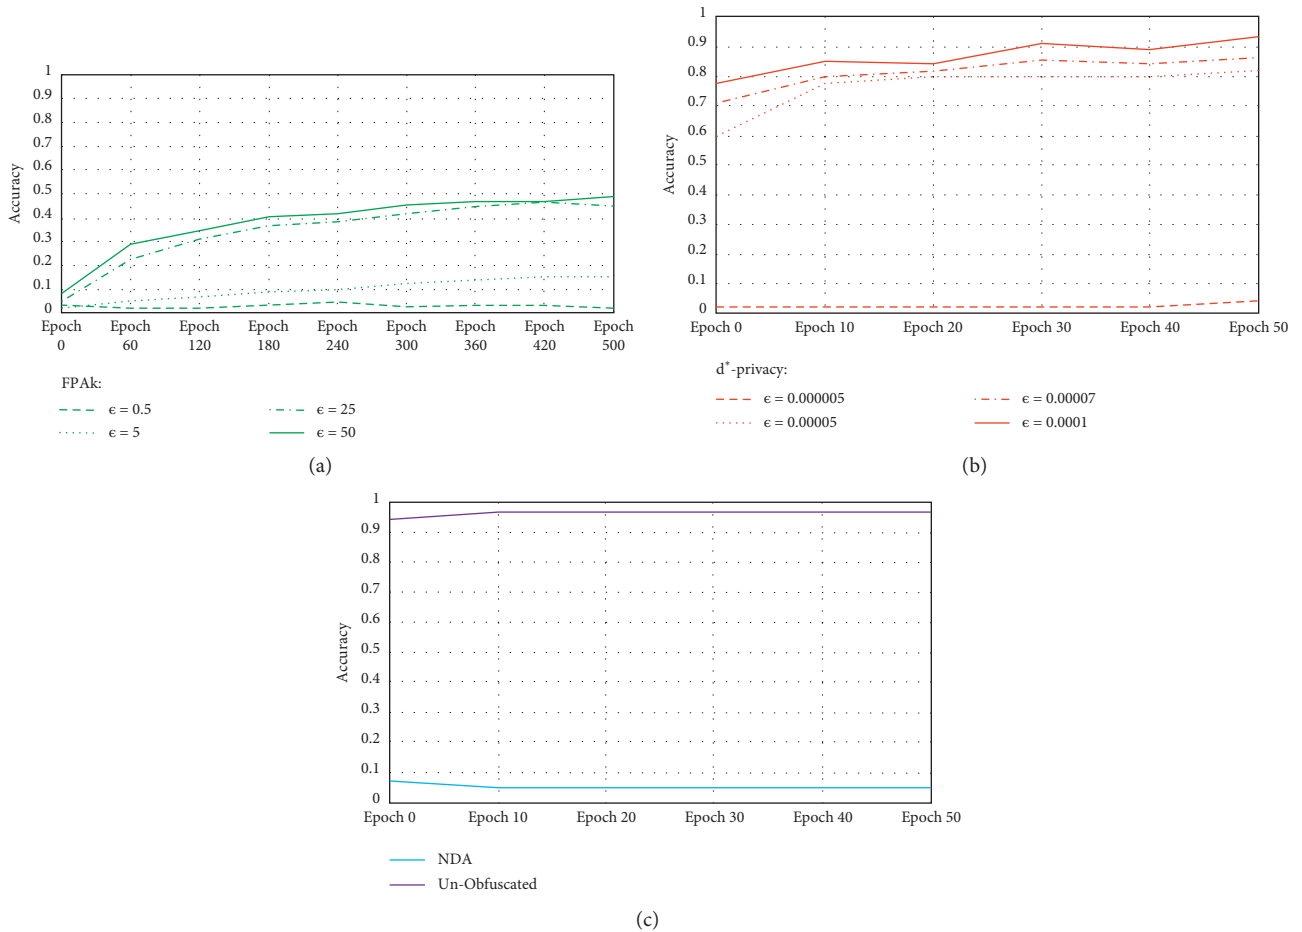 1
0.9
0.8
0.7
0.6
0.5
0.4
0.3
0.2
0.1
0
Accuracy
Epoch 0
Epoch 60
Epoch 120
Epoch 180
Epoch 240
Epoch 300
Epoch 360
Epoch 420
Epoch 500
FPAk:
ϵ = 0.5
ϵ = 5
ϵ = 25
ϵ = 50
(a)
1
0.9
0.8
0.7
0.6
0.5
0.4
0.3
0.2
0.1
0
Accuracy
Epoch 0 Epoch 10 Epoch 20 Epoch 30 Epoch 40 Epoch 50
d*-privacy:
ϵ = 0.000005
ϵ = 0.00005
ϵ = 0.00007
ϵ = 0.0001
(b)
1
0.9
0.8
0.7
0.6
0.5
0.4
0.3
0.2
0.1
0
Accuracy
Epoch 0 Epoch 10 Epoch 20 Epoch 30 Epoch 40 Epoch 50
NDA
Un-Obfuscated
(c)